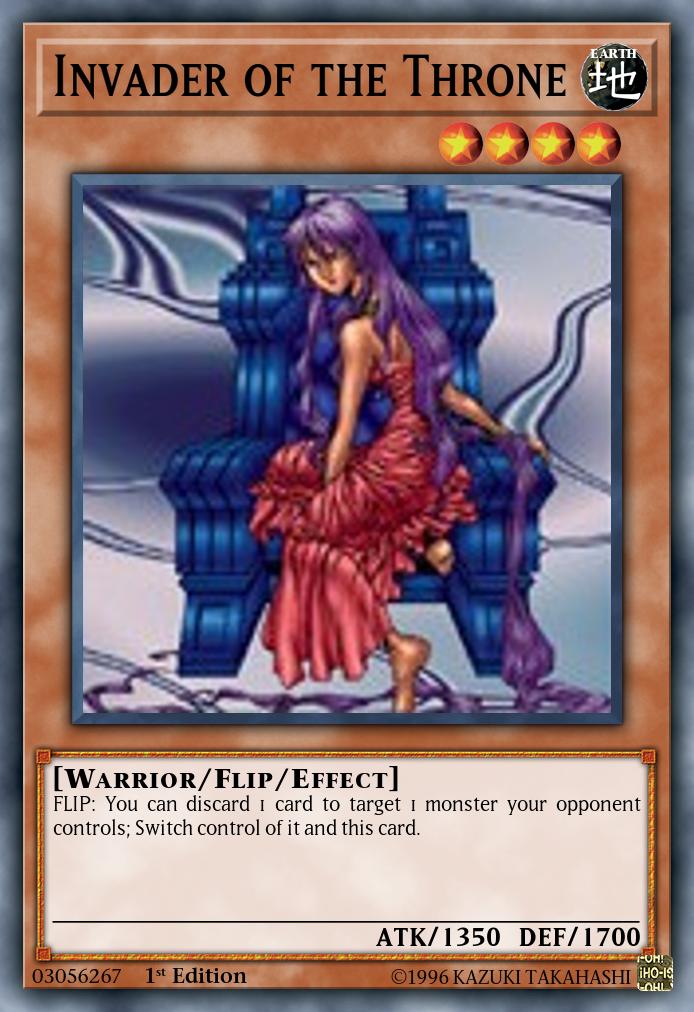 INVADER OF THE THRONE
EARTH
地
[WARRIOR/FLIP/EFFECT]
FLIP: You can discard 1 card to target 1 monster your opponent
controls; Switch control of it and this card.
ATK/1350 DEF/1700
03056267 1st Edition ©1996 KAZUKI TAKAHASHI